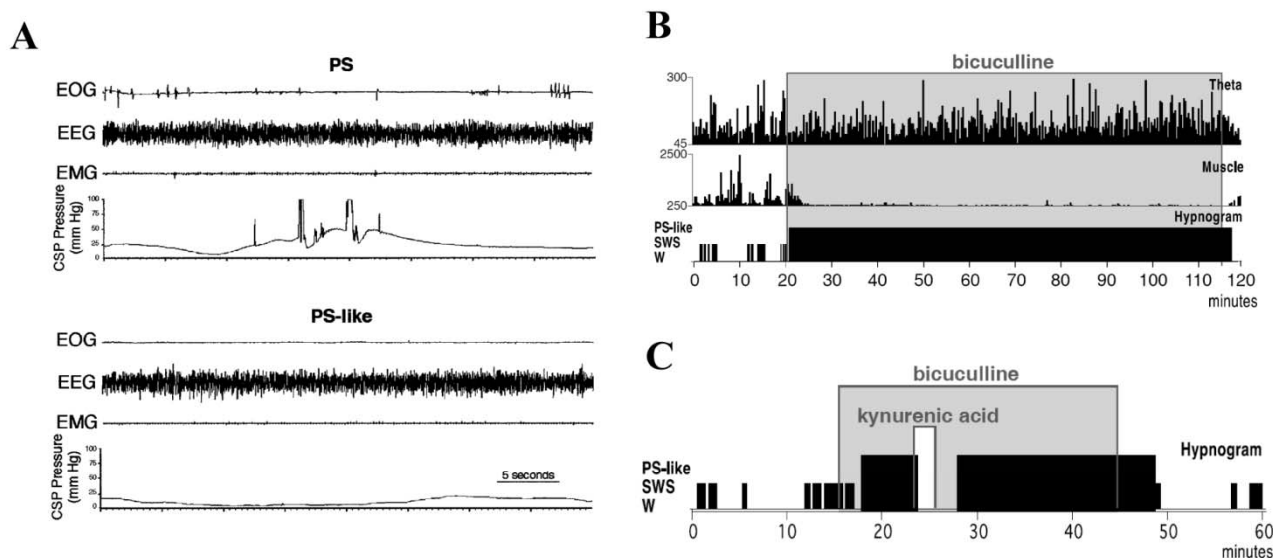 A
PS
EOG
EEG
EMG
CSP Pressure
(mm Hg)
100
75
50
25
0
PS-like
EOG
EEG
EMG
CSP Pressure
(mm Hg)
100
75
50
25
0
5 seconds
B
bicuculline
300
Theta
45
2500
Muscle
250
Hypnogram
PS-like
SWS
W
0 10 20 30 40 50 60 70 80 90 100 110 120
minutes
C
bicuculline
kynurenic acid
Hypnogram
PS-like
SWS
W
0 10 20 30 40 50 60
minutes